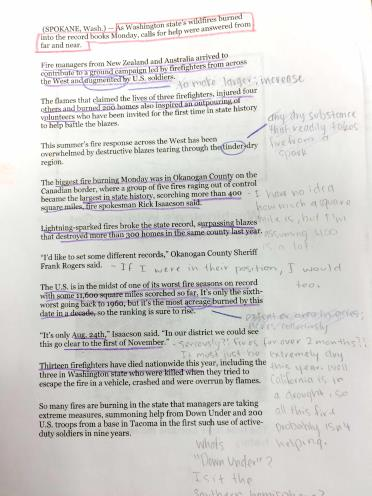 (SPOKANE, Wash.) — As Washington state's wildfires burned
into the record books Monday, calls for help were answered from
far and near.
Fire managers from New Zealand and Australia arrived to
contribute to a ground campaign led by firefighters from across
the West and augmented by U.S. soldiers.
to make larger; increase
The flames that claimed the lives of three firefighters, injured four
others and burned 200 homes also inspired an outpouring of
volunteers who have been invited for the first time in state history
to help battle the blazes.
any dry substance
that readily takes
fire from a
spark
This summer's fire response across the West has been
overwhelmed by destructive blazes tearing through the tinder-dry
region.
The biggest fire burning Monday was in Okanogan County on the
Canadian border, where a group of five fires raging out of control
became the largest in state history, scorching more than 400
square miles, fire spokesman Rick Isaacson said.
- I have no idea
how much a square
mile is, but I'm
assuming 400
is a lot.
Lightning-sparked fires broke the state record, surpassing blazes
that destroyed more than 300 homes in the same county last year.
"I'd like to set some different records," Okanogan County Sheriff
Frank Rogers said.
- If I were in their position, I would
too.
The U.S. is in the midst of one of its worst fire seasons on record
with some 11,600 square miles scorched so far. It's only the sixth-
worst going back to 1960, but it's the most acreage burned by this
date in a decade, so the ranking is sure to rise.
acres collectively
"It's only Aug. 24th," Isaacson said. "In our district we could see
this go clear to the first of November."
- seriously?! fires for over 2 months?!
It must just be extremely dry
this year. Well
California is in
a drought, so
all this fire
probably isn't
helping.
Thirteen firefighters have died nationwide this year, including the
three in Washington state who were killed when they tried to
escape the fire in a vehicle, crashed and were overrun by flames.
So many fires are burning in the state that managers are taking
extreme measures, summoning help from Down Under and 200
U.S. troops from a base in Tacoma in the first such use of active-
duty soldiers in nine years.
what's
"Down Under"?
Is it the
Southern hemisphere?